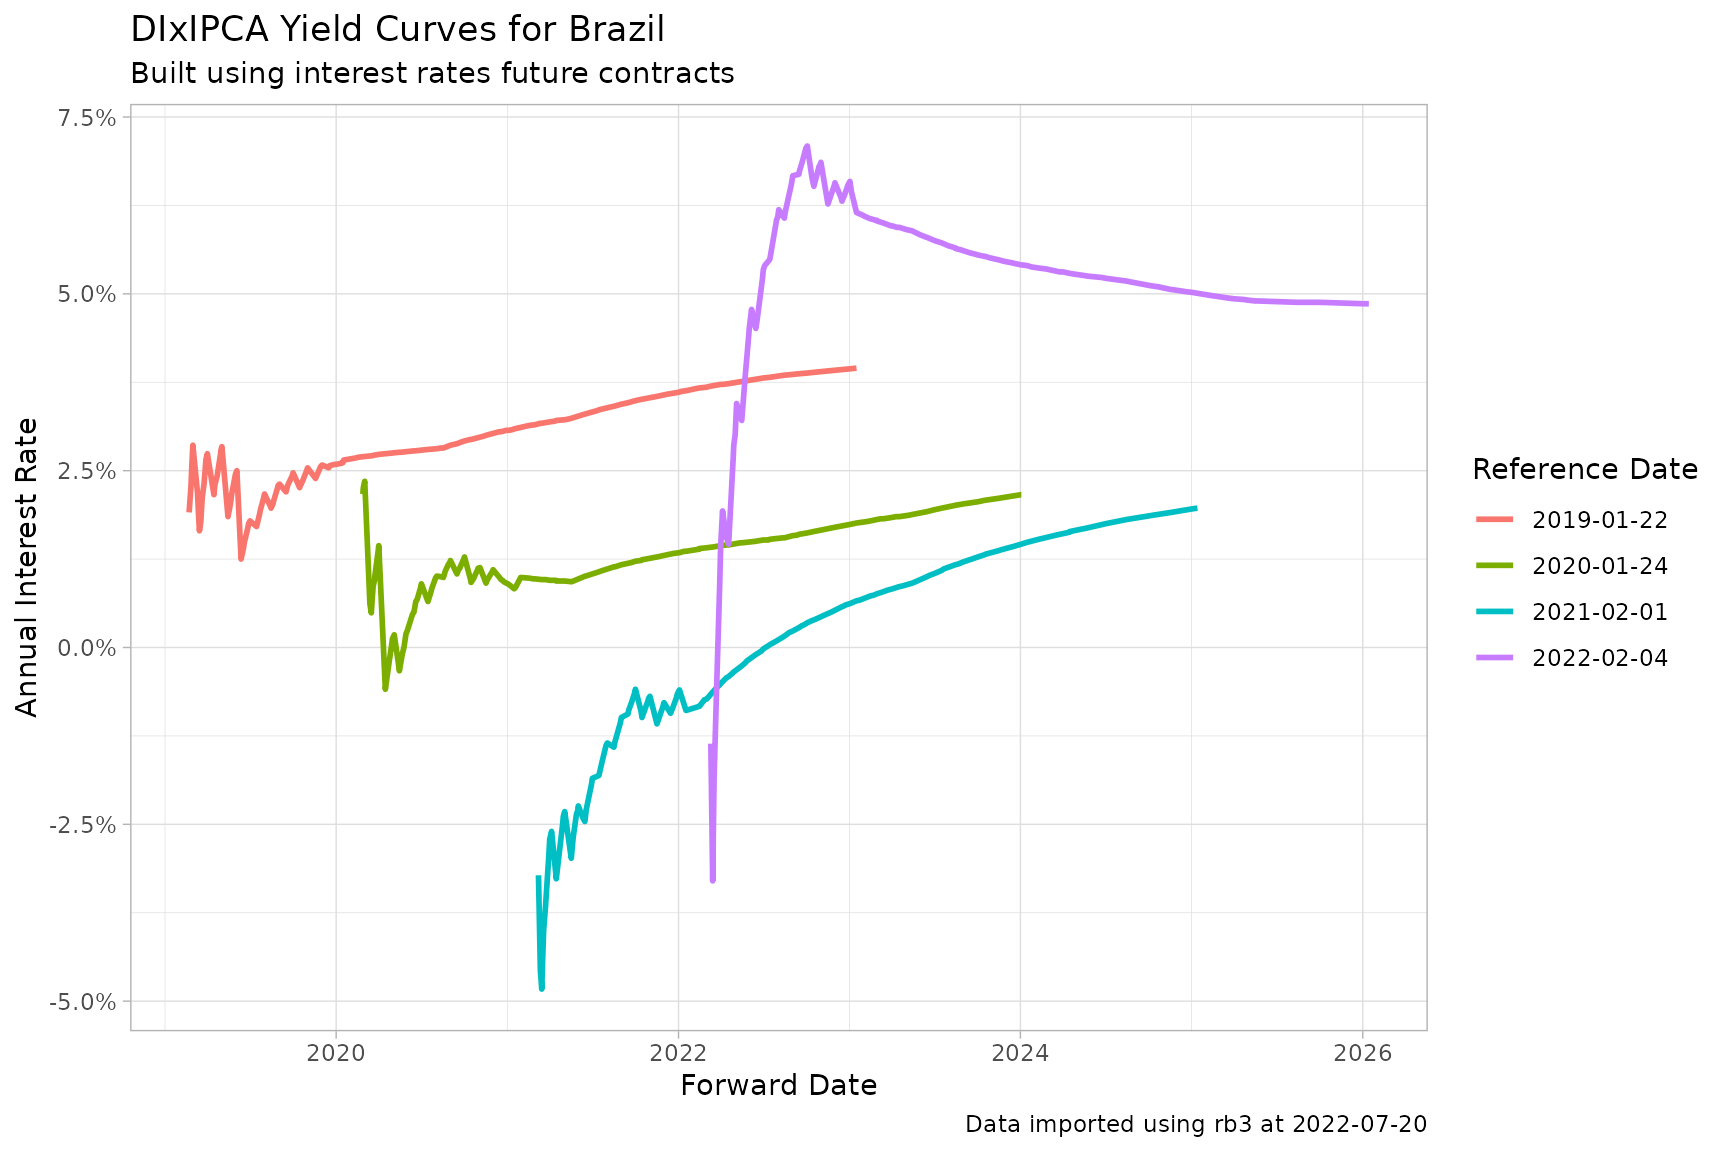 DIxIPCA Yield Curves for Brazil
Built using interest rates future contracts
7.5%
5.0%
2.5%
0.0%
-2.5%
-5.0%
Annual Interest Rate
2020
2022
2024
2026
Forward Date
Reference Date
2019-01-22
2020-01-24
2021-02-01
2022-02-04
Data imported using rb3 at 2022-07-20